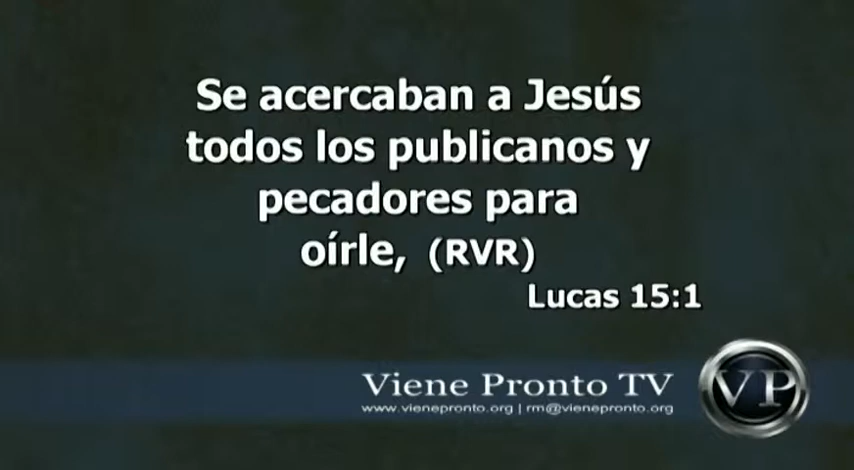 Se acercaban a Jesús
todos los publicanos y
pecadores para
oírle, (RVR)
Lucas 15:1
Viene Pronto TV
www.vienepronto.org | rm@vienepronto.org
VP